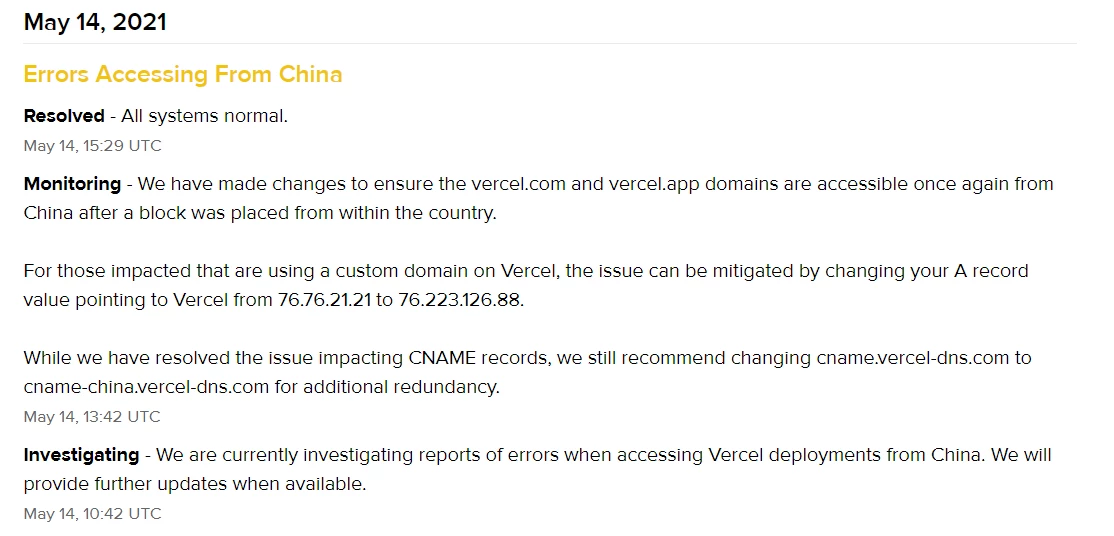 May 14, 2021
Errors Accessing From China
Resolved - All systems normal.
May 14, 15:29 UTC
Monitoring - We have made changes to ensure the vercel.com and vercel.app domains are accessible once again from
China after a block was placed from within the country.
For those impacted that are using a custom domain on Vercel, the issue can be mitigated by changing your A record
value pointing to Vercel from 76.76.21.21 to 76.223.126.88.
While we have resolved the issue impacting CNAME records, we still recommend changing cname.vercel-dns.com to
cname-china.vercel-dns.com for additional redundancy.
May 14, 13:42 UTC
Investigating - We are currently investigating reports of errors when accessing Vercel deployments from China. We will
provide further updates when available.
May 14, 10:42 UTC